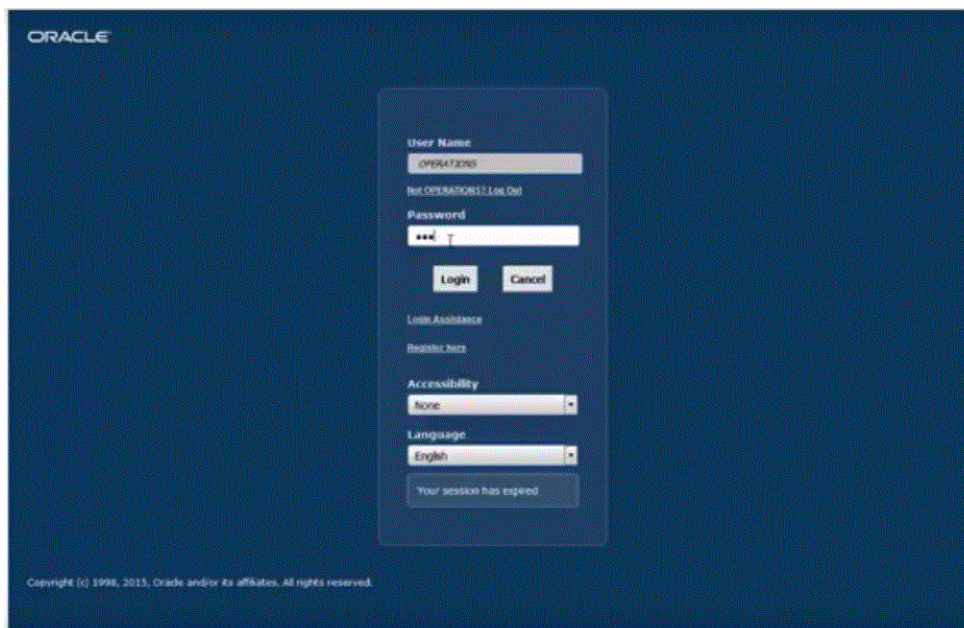 ORACLE
User Name
OPERATIONS
Not OPERATIONS? Log Out
Password
Login Cancel
Login Assistance
Register here
Accessibility
None
Language
English
Your session has expired
Copyright (c) 1998, 2015, Oracle and/or its affiliates. All rights reserved.